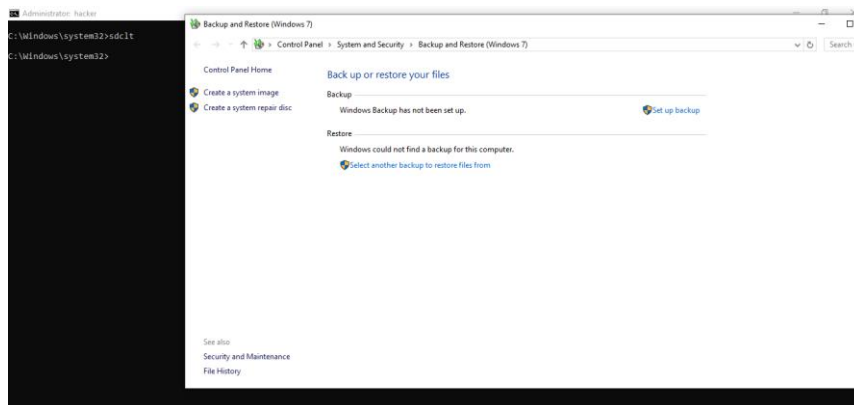 Administrator: hacker
C:\Windows\system32>sdclt
C:\Windows\system32>
Backup and Restore (Windows 7)
Control Panel > System and Security > Backup and Restore (Windows 7)
Search
Control Panel Home
Create a system image
Create a system repair disc
Back up or restore your files
Backup
Windows Backup has not been set up.
Set up backup
Restore
Windows could not find a backup for this computer.
Select another backup to restore files from
See also
Security and Maintenance
File History